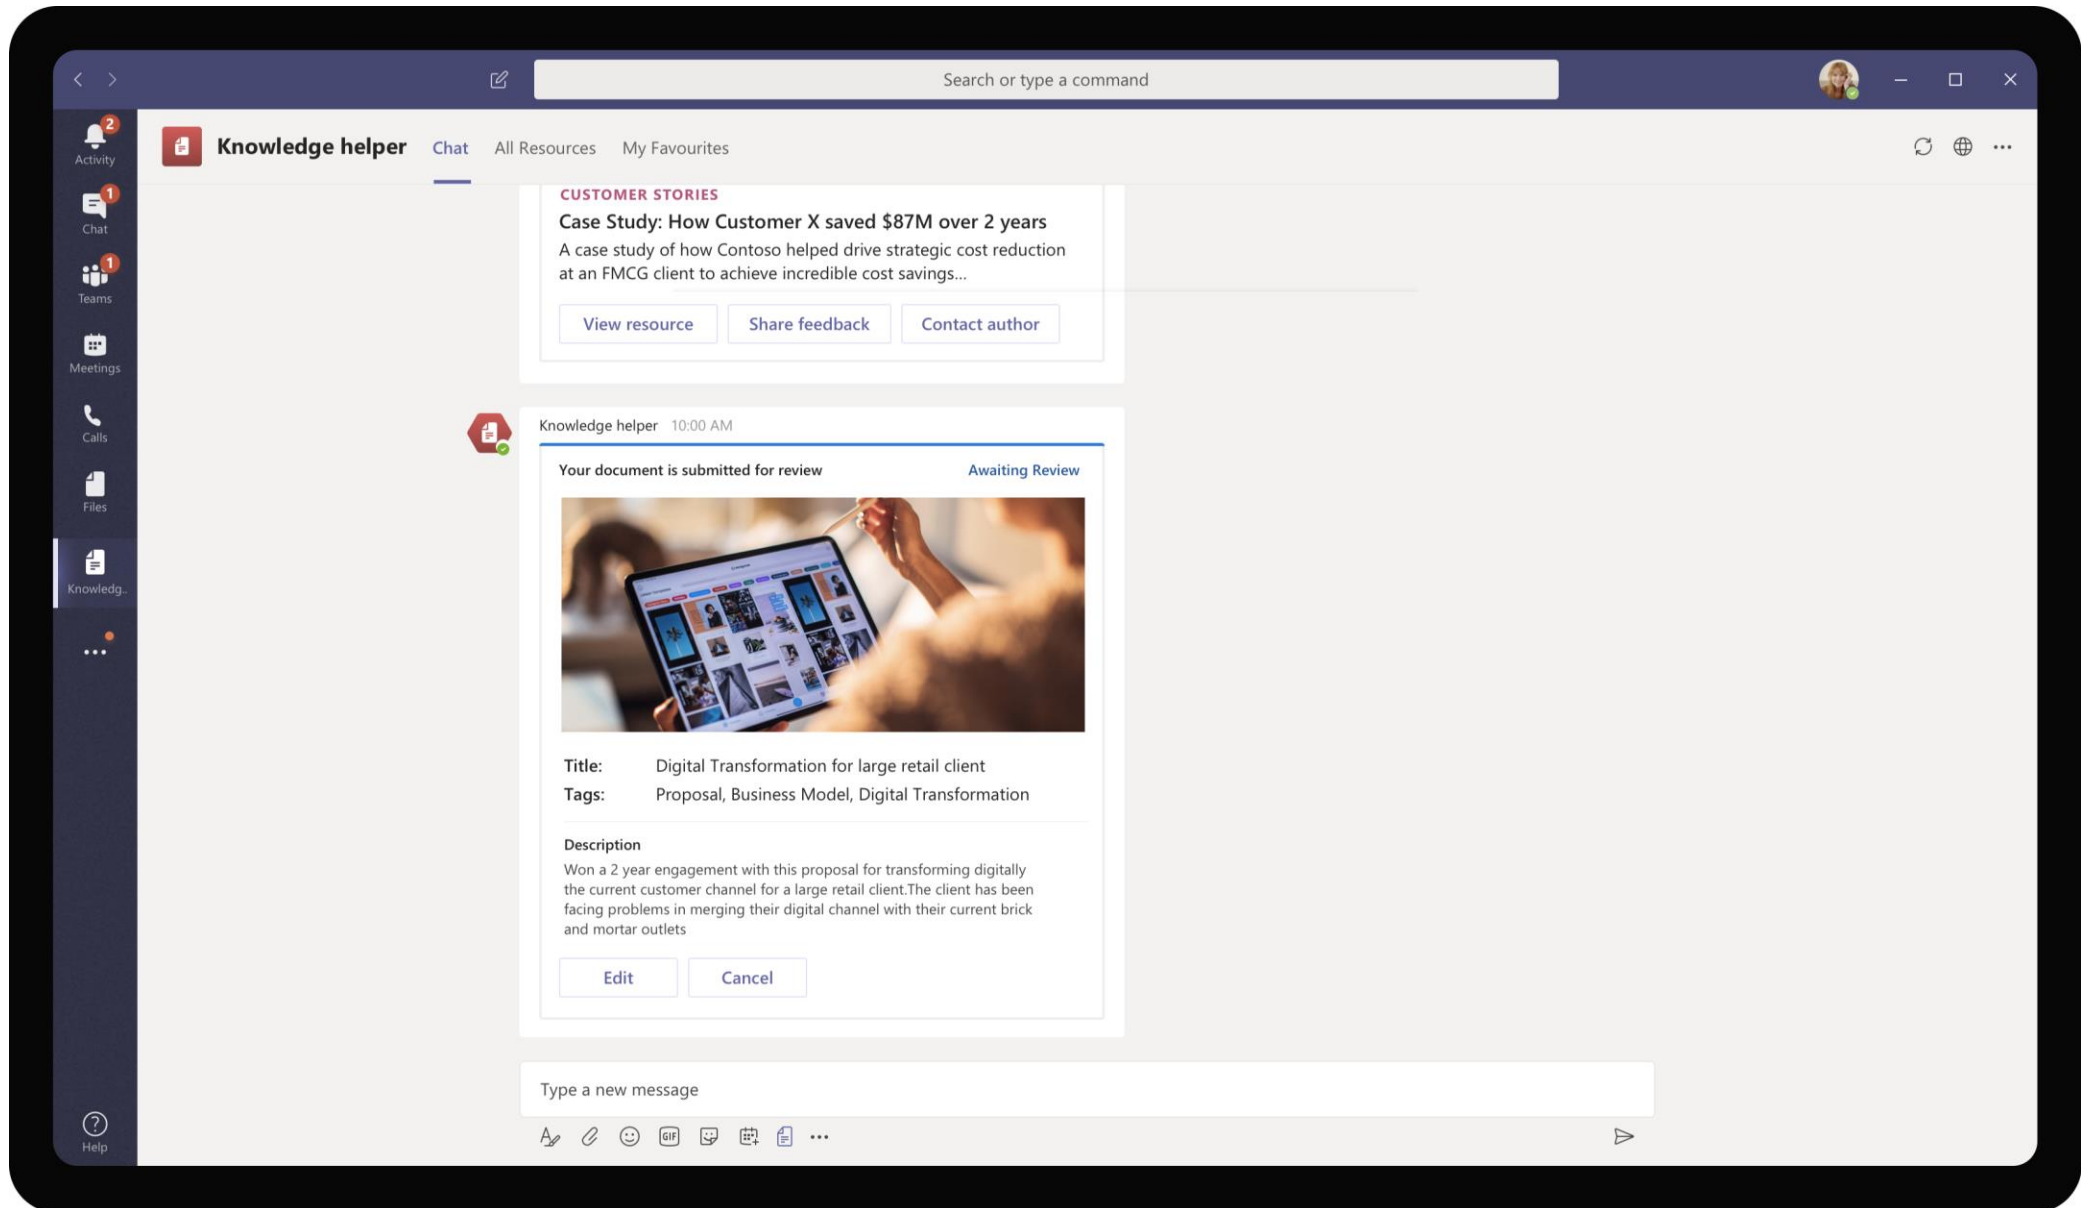 Search or type a command
2
Activity
1
Chat
1
Teams
Meetings
Calls
Files
Knowledg..
Help
Knowledge helper
Chat
All Resources
My Favourites
CUSTOMER STORIES
Case Study: How Customer X saved $87M over 2 years
A case study of how Contoso helped drive strategic cost reduction
at an FMCG client to achieve incredible cost savings...
View resource
Share feedback
Contact author
Knowledge helper 10:00 AM
Your document is submitted for review
Awaiting Review
Title: Digital Transformation for large retail client
Tags: Proposal, Business Model, Digital Transformation
Description
Won a 2 year engagement with this proposal for transforming digitally
the current customer channel for a large retail client.The client has been
facing problems in merging their digital channel with their current brick
and mortar outlets
Edit
Cancel
Type a new message
GIF